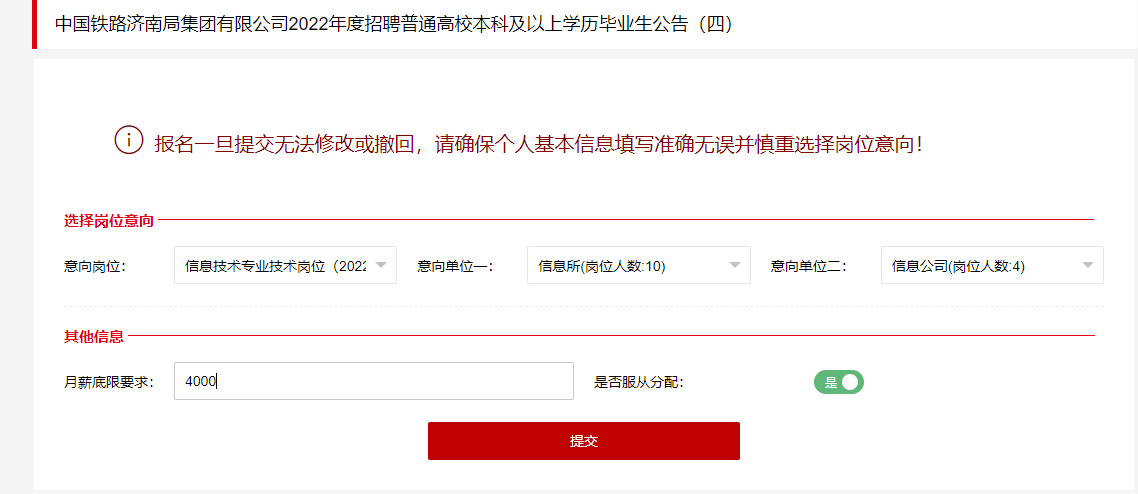 中国铁路济南局集团有限公司2022年度招聘普通高校本科及以上学历毕业生公告（四）
报名一旦提交无法修改或撤回，请确保个人基本信息填写准确无误并慎重选择岗位意向！
选择岗位意向
意向岗位： 信息技术专业技术岗位（2022 意向单位一： 信息所(岗位人数:10) 意向单位二： 信息公司(岗位人数:4)
其他信息
月薪底限要求： 4000 是否服从分配： 是
提交